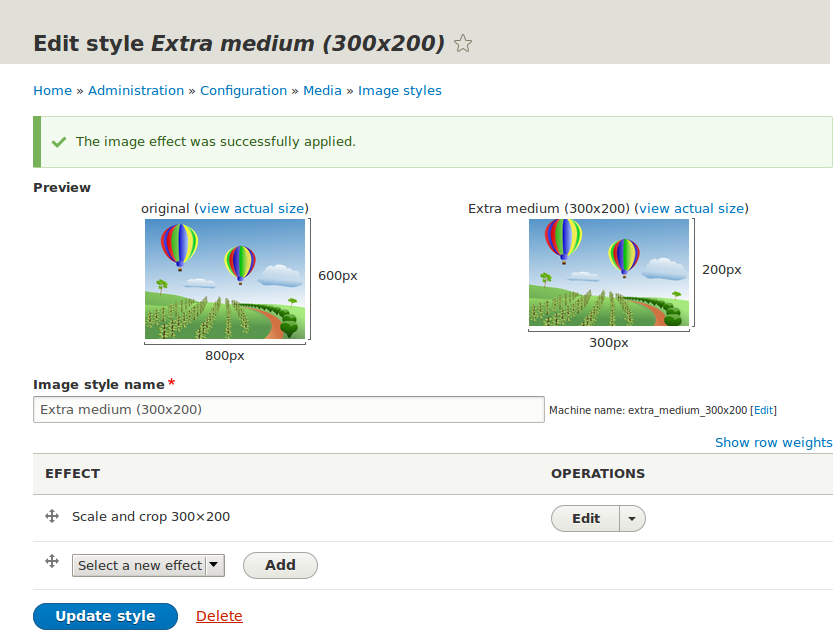 Edit style Extra medium (300x200)
Home » Administration » Configuration » Media » Image styles
The image effect was successfully applied.
Preview
original (view actual size)
Extra medium (300x200) (view actual size)
600px
200px
800px
300px
Image style name*
Extra medium (300x200) Machine name: extra_medium_300x200 [Edit]
Show row weights
EFFECT OPERATIONS
Scale and crop 300×200 Edit
Select a new effect Add
Update style Delete